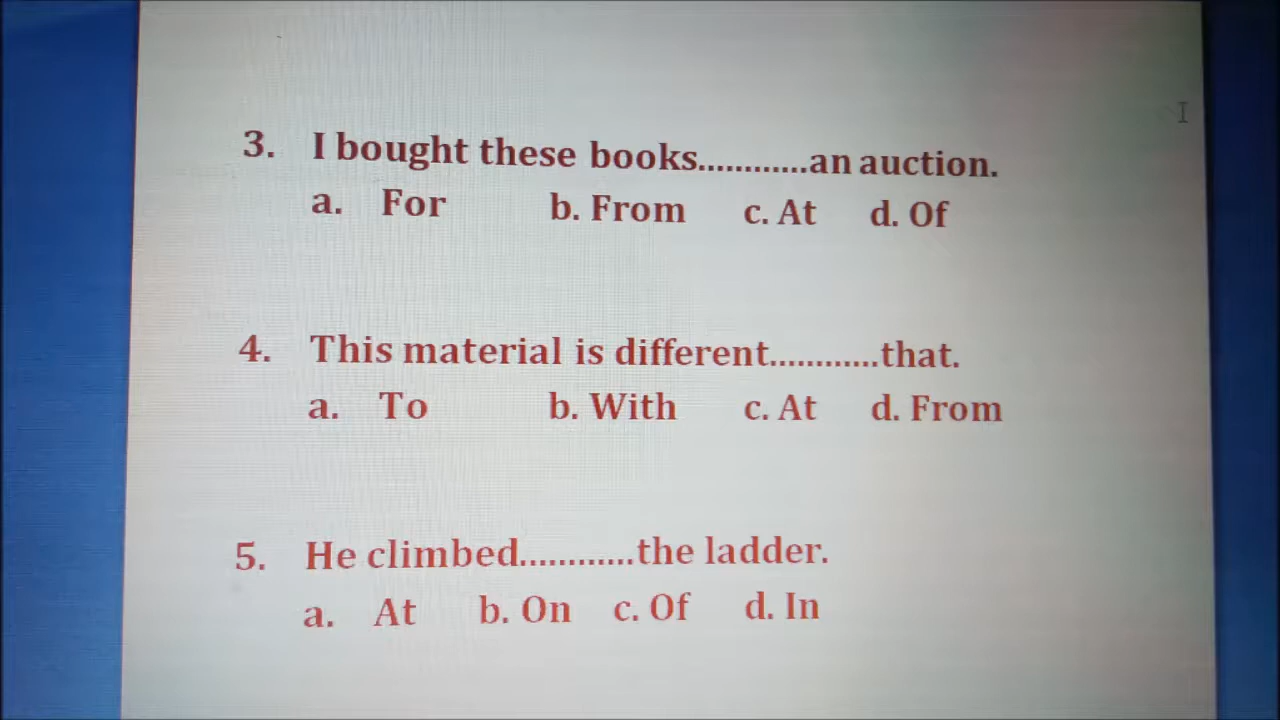 3. I bought these books............an auction.
a. For b. From c. At d. Of
4. This material is different............that.
a. To b. With c. At d. From
5. He climbed............the ladder.
a. At b. On c. Of d. In